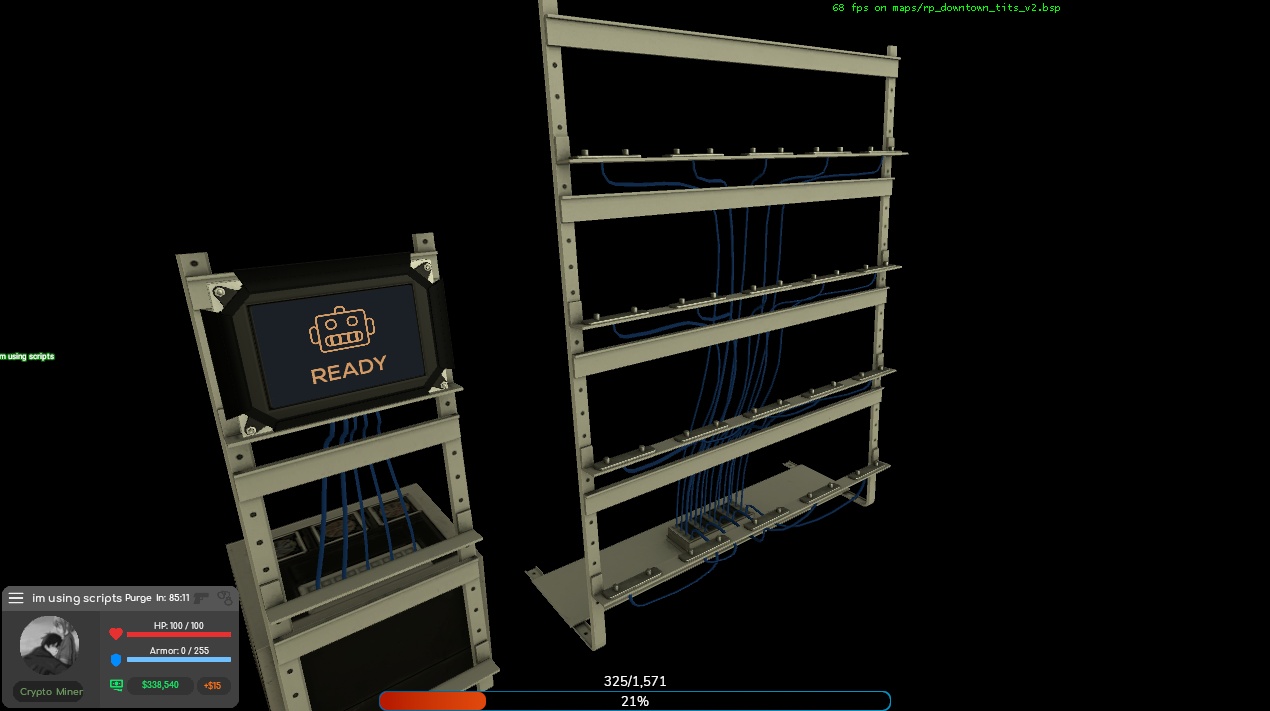 68 fps on maps/rp_downtown_tits_v2.bsp
READY
m using scripts
im using scripts Purge In: 85:11
HP: 100 / 100
Armor: 0 / 255
$338,540 +$15
Crypto Miner
325/1,571
21%